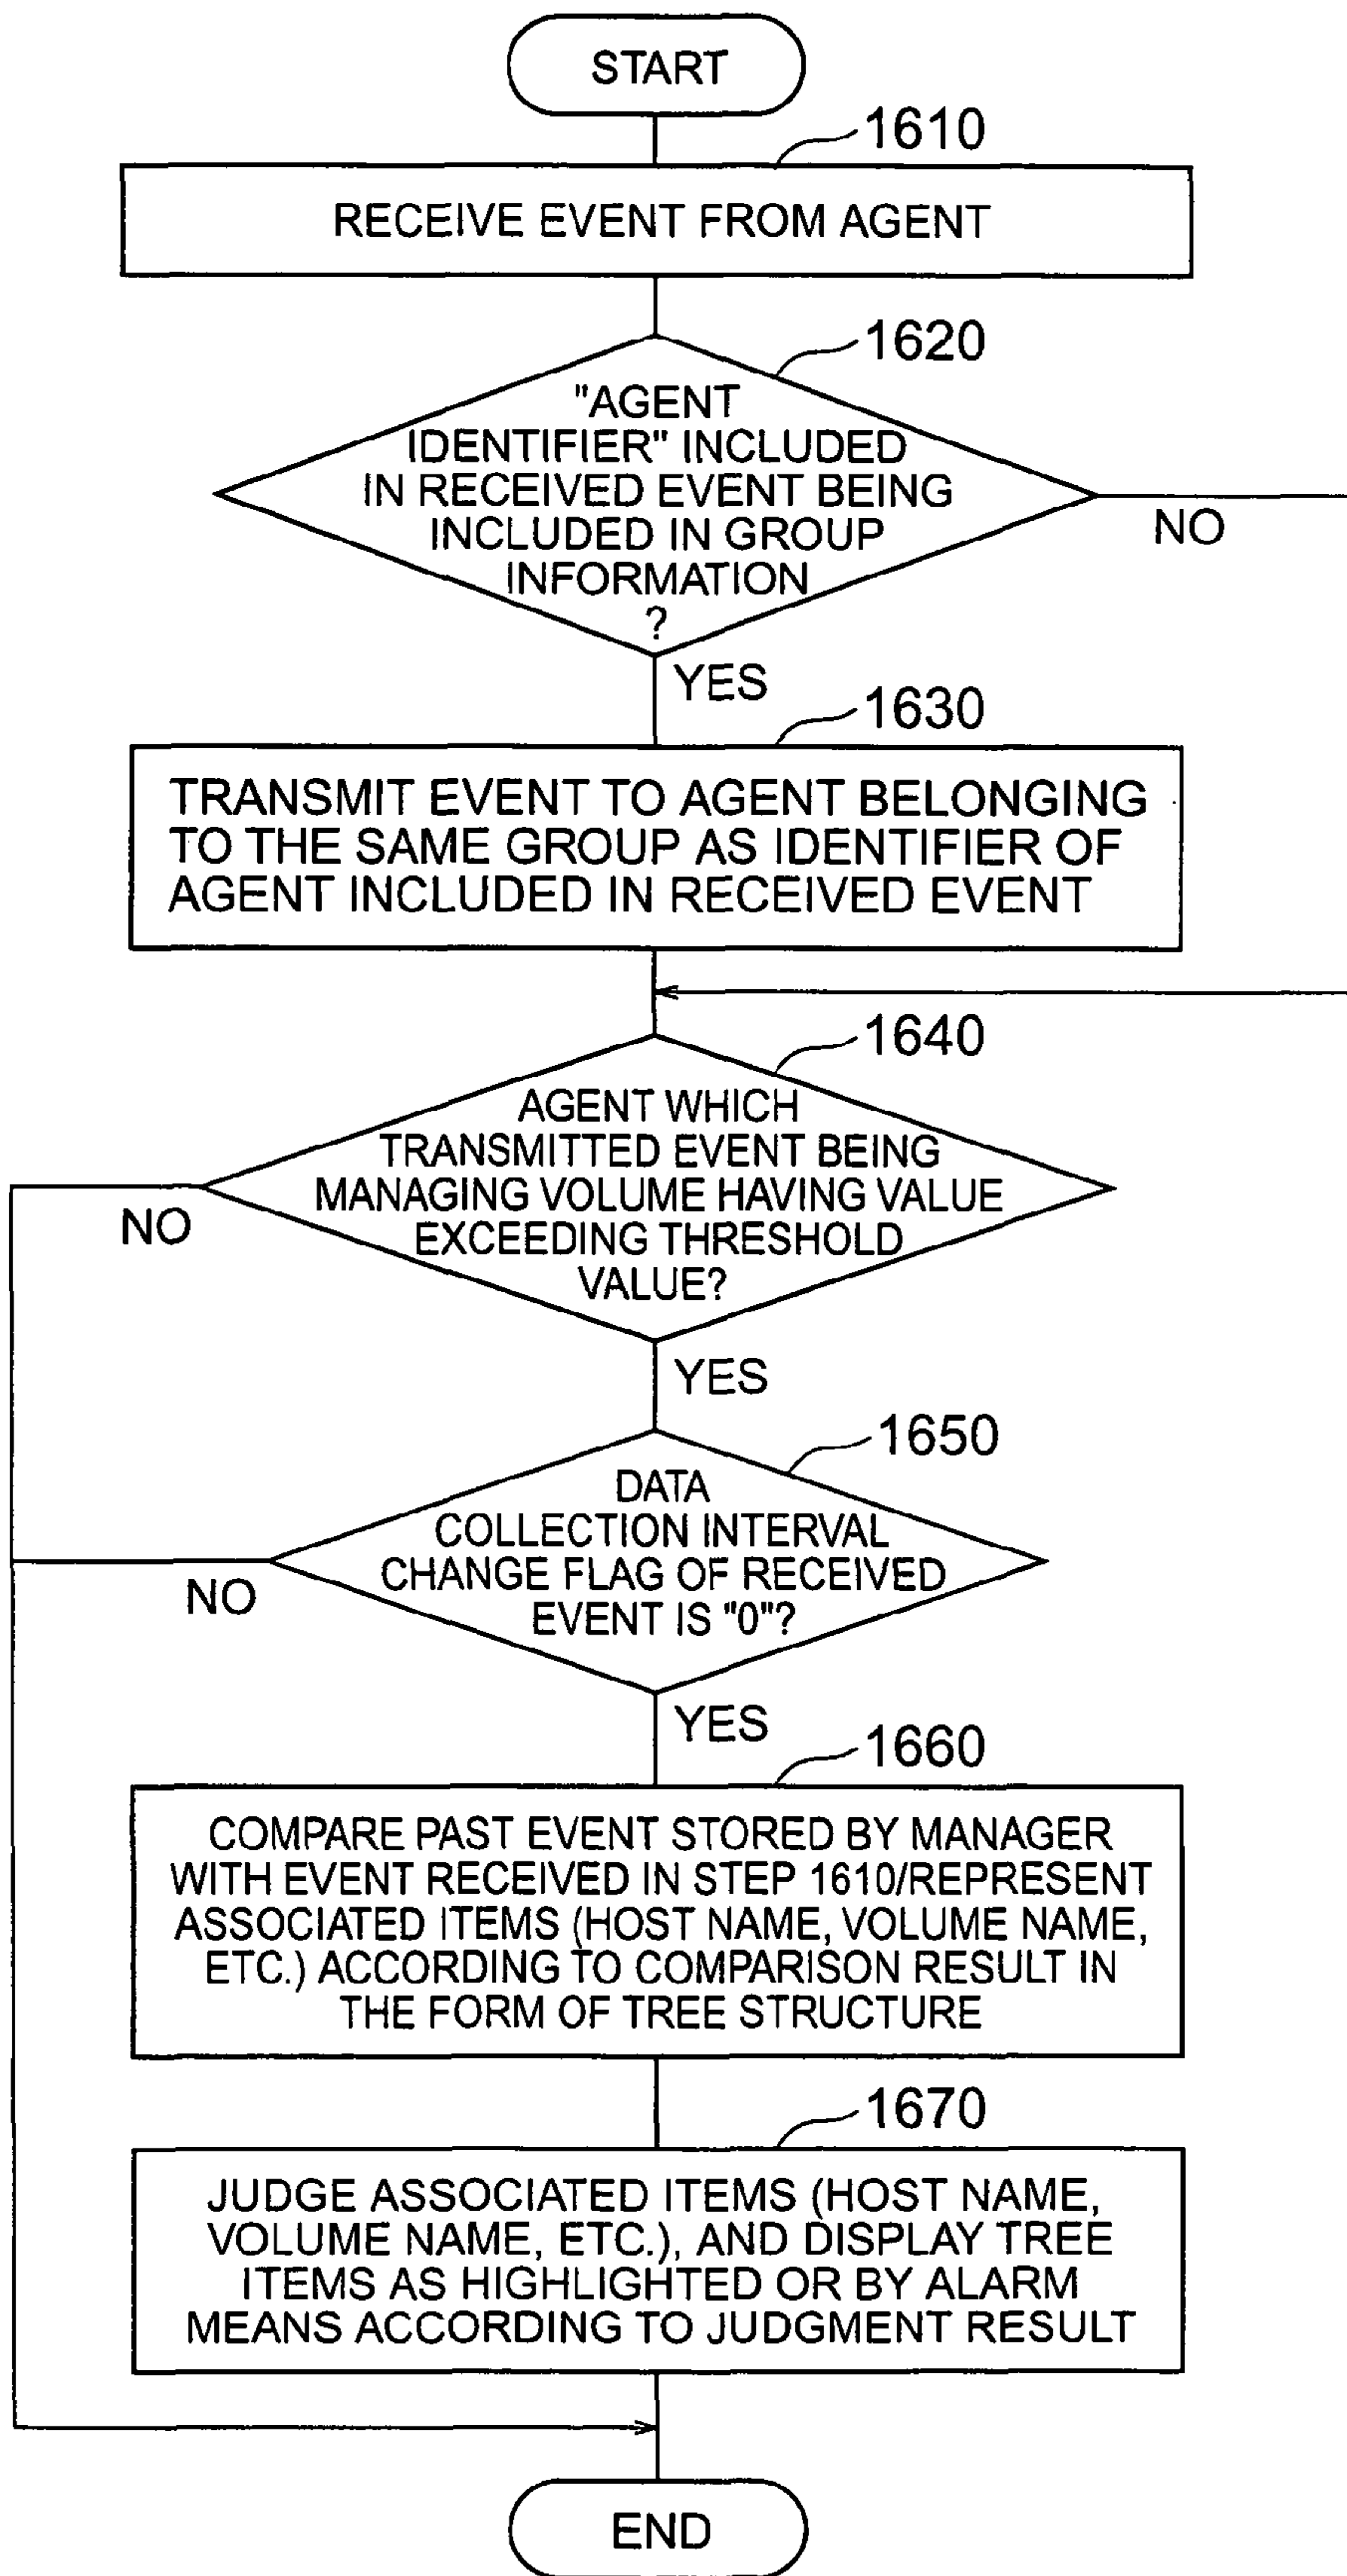 START
1610
RECEIVE EVENT FROM AGENT
1620
"AGENT
IDENTIFIER" INCLUDED
IN RECEIVED EVENT BEING
INCLUDED IN GROUP
INFORMATION
?
NO
YES
1630
TRANSMIT EVENT TO AGENT BELONGING
TO THE SAME GROUP AS IDENTIFIER OF
AGENT INCLUDED IN RECEIVED EVENT
1640
AGENT WHICH
TRANSMITTED EVENT BEING
MANAGING VOLUME HAVING VALUE
EXCEEDING THRESHOLD
VALUE?
NO
YES
1650
DATA
COLLECTION INTERVAL
CHANGE FLAG OF RECEIVED
EVENT IS "0"?
NO
YES
1660
COMPARE PAST EVENT STORED BY MANAGER
WITH EVENT RECEIVED IN STEP 1610/REPRESENT
ASSOCIATED ITEMS (HOST NAME, VOLUME NAME,
ETC.) ACCORDING TO COMPARISON RESULT IN
THE FORM OF TREE STRUCTURE
1670
JUDGE ASSOCIATED ITEMS (HOST NAME,
VOLUME NAME, ETC.), AND DISPLAY TREE
ITEMS AS HIGHLIGHTED OR BY ALARM
MEANS ACCORDING TO JUDGMENT RESULT
END